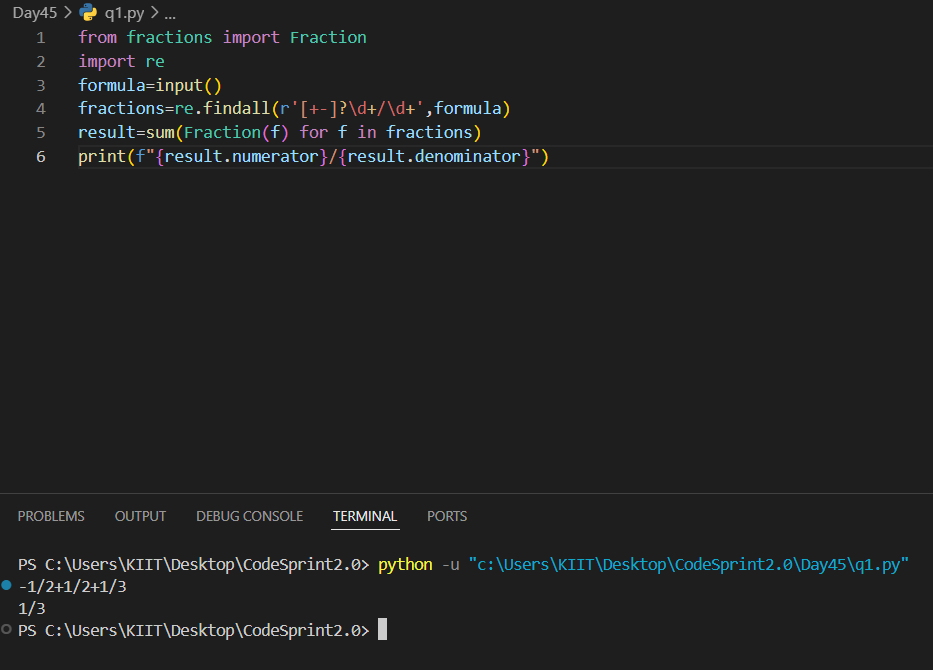 Day45 > q1.py > ...
1 from fractions import Fraction
2 import re
3 formula=input()
4 fractions=re.findall(r'[+-]?\d+/\d+',formula)
5 result=sum(Fraction(f) for f in fractions)
6 print(f"{result.numerator}/{result.denominator}")
PROBLEMS OUTPUT DEBUG CONSOLE TERMINAL PORTS
PS C:\Users\KIIT\Desktop\CodeSprint2.0> python -u "c:\Users\KIIT\Desktop\CodeSprint2.0\Day45\q1.py"
-1/2+1/2+1/3
1/3
PS C:\Users\KIIT\Desktop\CodeSprint2.0>